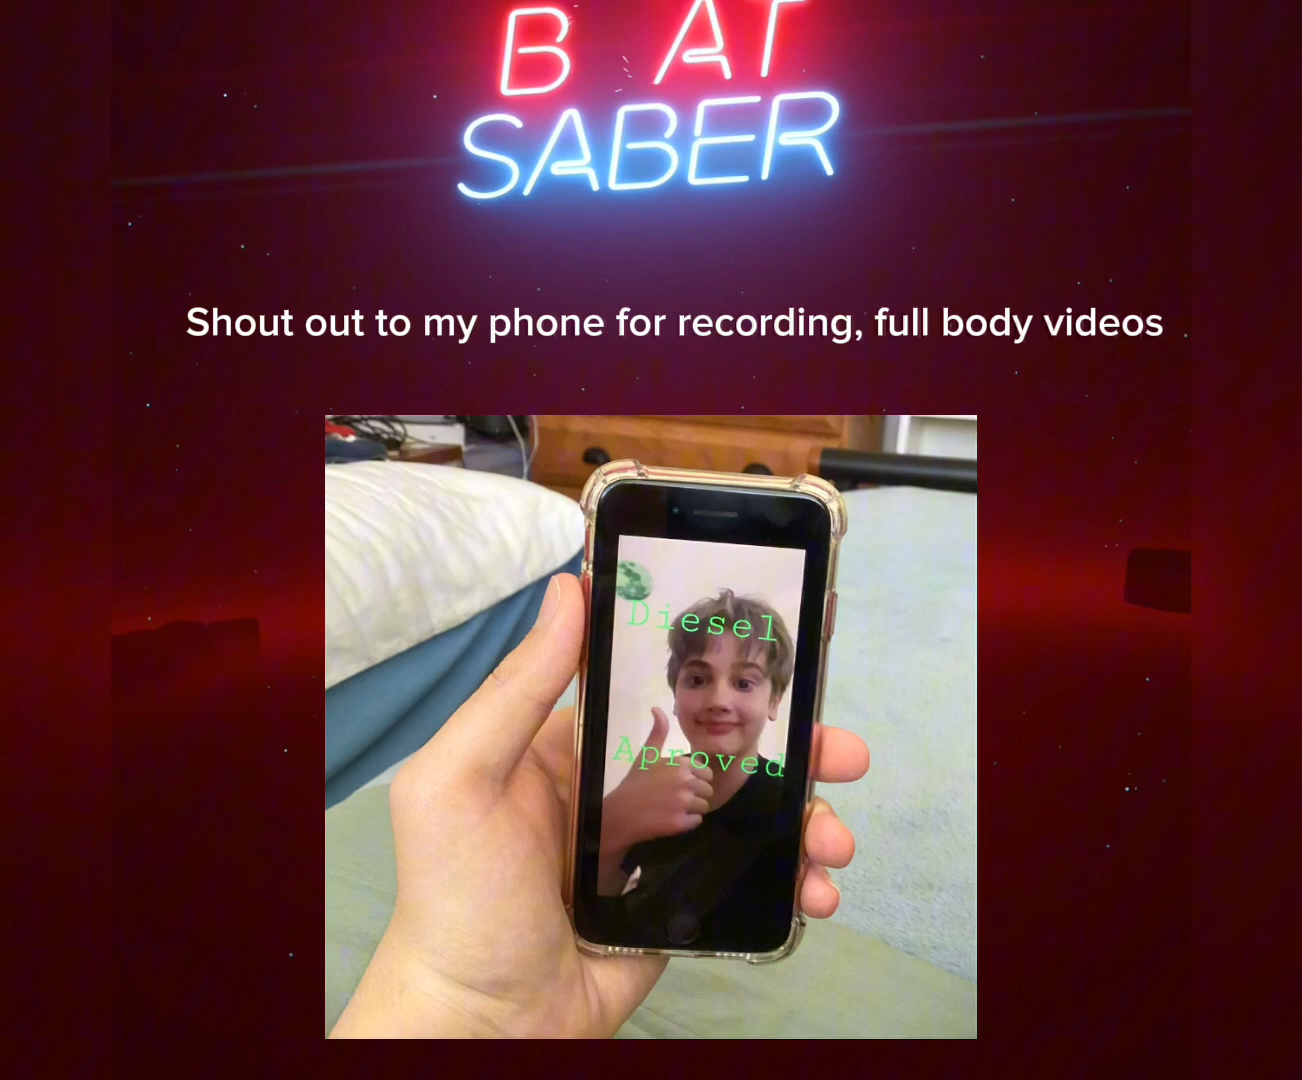 B AT
SABER
Shout out to my phone for recording, full body videos
Diesel
Aproved